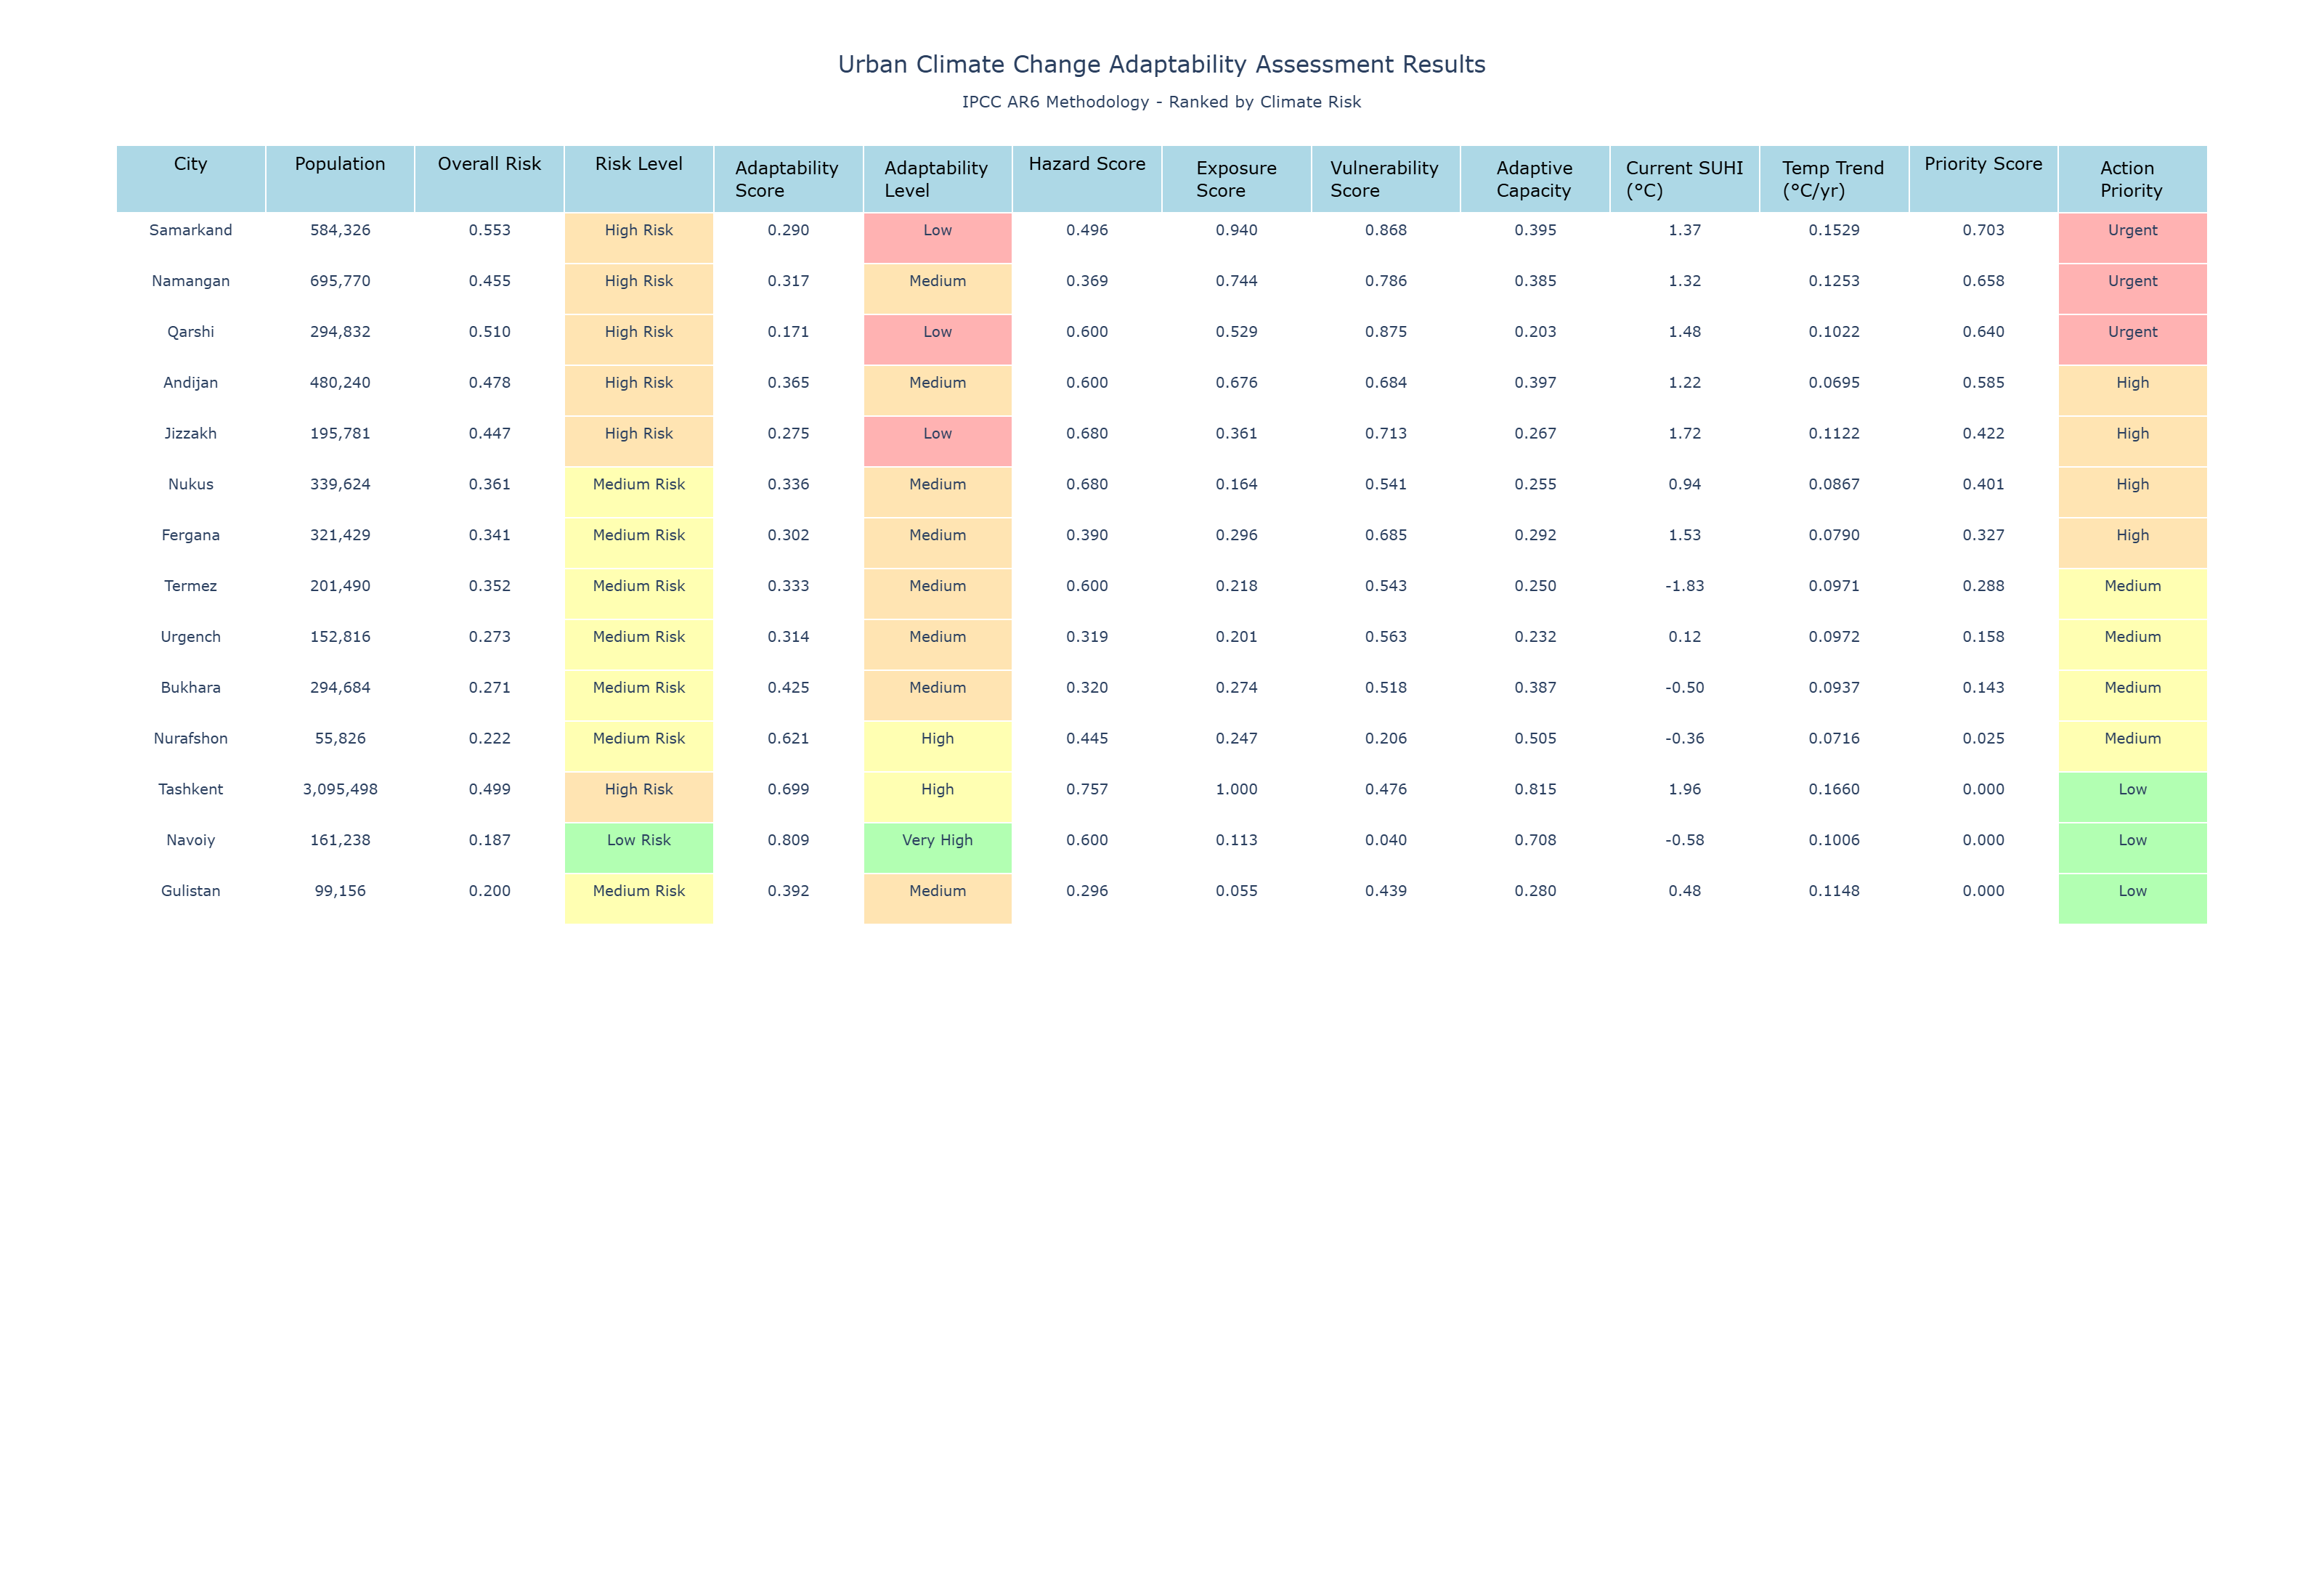 Urban Climate Change Adaptability Assessment Results
IPCC AR6 Methodology - Ranked by Climate Risk
City Population Overall Risk Risk Level Adaptability Score Adaptability Level Hazard Score Exposure Score Vulnerability Score Adaptive Capacity Current SUHI (°C) Temp Trend (°C/yr) Priority Score Action Priority
Samarkand 584,326 0.553 High Risk 0.290 Low 0.496 0.940 0.868 0.395 1.37 0.1529 0.703 Urgent
Namangan 695,770 0.455 High Risk 0.317 Medium 0.369 0.744 0.786 0.385 1.32 0.1253 0.658 Urgent
Qarshi 294,832 0.510 High Risk 0.171 Low 0.600 0.529 0.875 0.203 1.48 0.1022 0.640 Urgent
Andijan 480,240 0.478 High Risk 0.365 Medium 0.600 0.676 0.684 0.397 1.22 0.0695 0.585 High
Jizzakh 195,781 0.447 High Risk 0.275 Low 0.680 0.361 0.713 0.267 1.72 0.1122 0.422 High
Nukus 339,624 0.361 Medium Risk 0.336 Medium 0.680 0.164 0.541 0.255 0.94 0.0867 0.401 High
Fergana 321,429 0.341 Medium Risk 0.302 Medium 0.390 0.296 0.685 0.292 1.53 0.0790 0.327 High
Termez 201,490 0.352 Medium Risk 0.333 Medium 0.600 0.218 0.543 0.250 -1.83 0.0971 0.288 Medium
Urgench 152,816 0.273 Medium Risk 0.314 Medium 0.319 0.201 0.563 0.232 0.12 0.0972 0.158 Medium
Bukhara 294,684 0.271 Medium Risk 0.425 Medium 0.320 0.274 0.518 0.387 -0.50 0.0937 0.143 Medium
Nurafshon 55,826 0.222 Medium Risk 0.621 High 0.445 0.247 0.206 0.505 -0.36 0.0716 0.025 Medium
Tashkent 3,095,498 0.499 High Risk 0.699 High 0.757 1.000 0.476 0.815 1.96 0.1660 0.000 Low
Navoiy 161,238 0.187 Low Risk 0.809 Very High 0.600 0.113 0.040 0.708 -0.58 0.1006 0.000 Low
Gulistan 99,156 0.200 Medium Risk 0.392 Medium 0.296 0.055 0.439 0.280 0.48 0.1148 0.000 Low